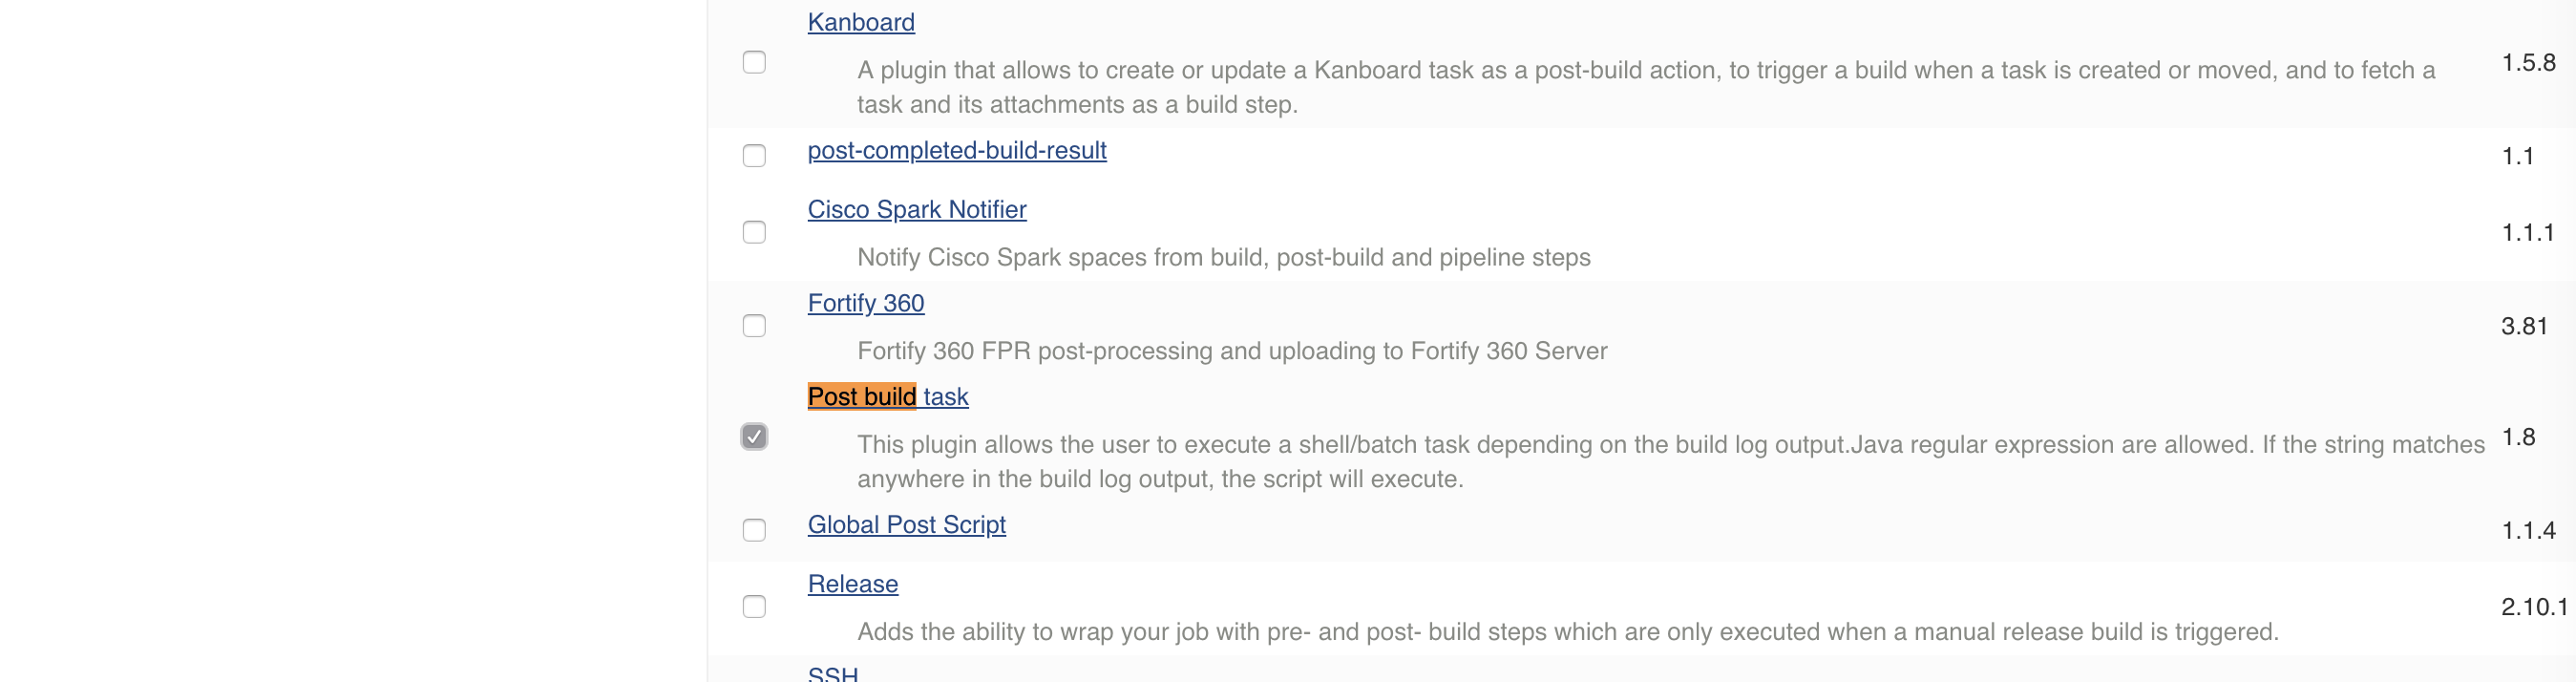 Kanboard
A plugin that allows to create or update a Kanboard task as a post-build action, to trigger a build when a task is created or moved, and to fetch a
task and its attachments as a build step.
1.5.8
post-completed-build-result
1.1
Cisco Spark Notifier
Notify Cisco Spark spaces from build, post-build and pipeline steps
1.1.1
Fortify 360
Fortify 360 FPR post-processing and uploading to Fortify 360 Server
3.81
Post build task
This plugin allows the user to execute a shell/batch task depending on the build log output.Java regular expression are allowed. If the string matches
anywhere in the build log output, the script will execute.
1.8
Global Post Script
1.1.4
Release
Adds the ability to wrap your job with pre- and post- build steps which are only executed when a manual release build is triggered.
2.10.1
SSH